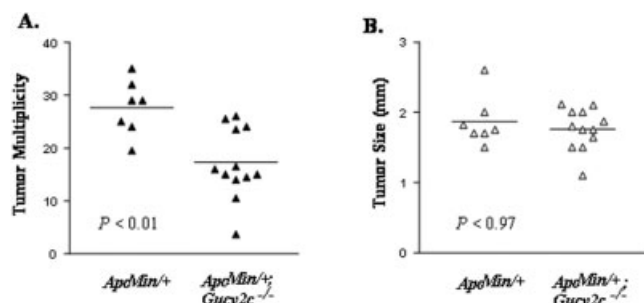 A.
Tumor Multiplicity
40
30
20
10
0
P < 0.01
ApcMin/+
ApcMin/+;
Gucy2c -/-
B.
Tumor Size (mm)
3
2
1
0
P < 0.97
ApcMin/+
ApcMin/+;
Gucy2c -/-